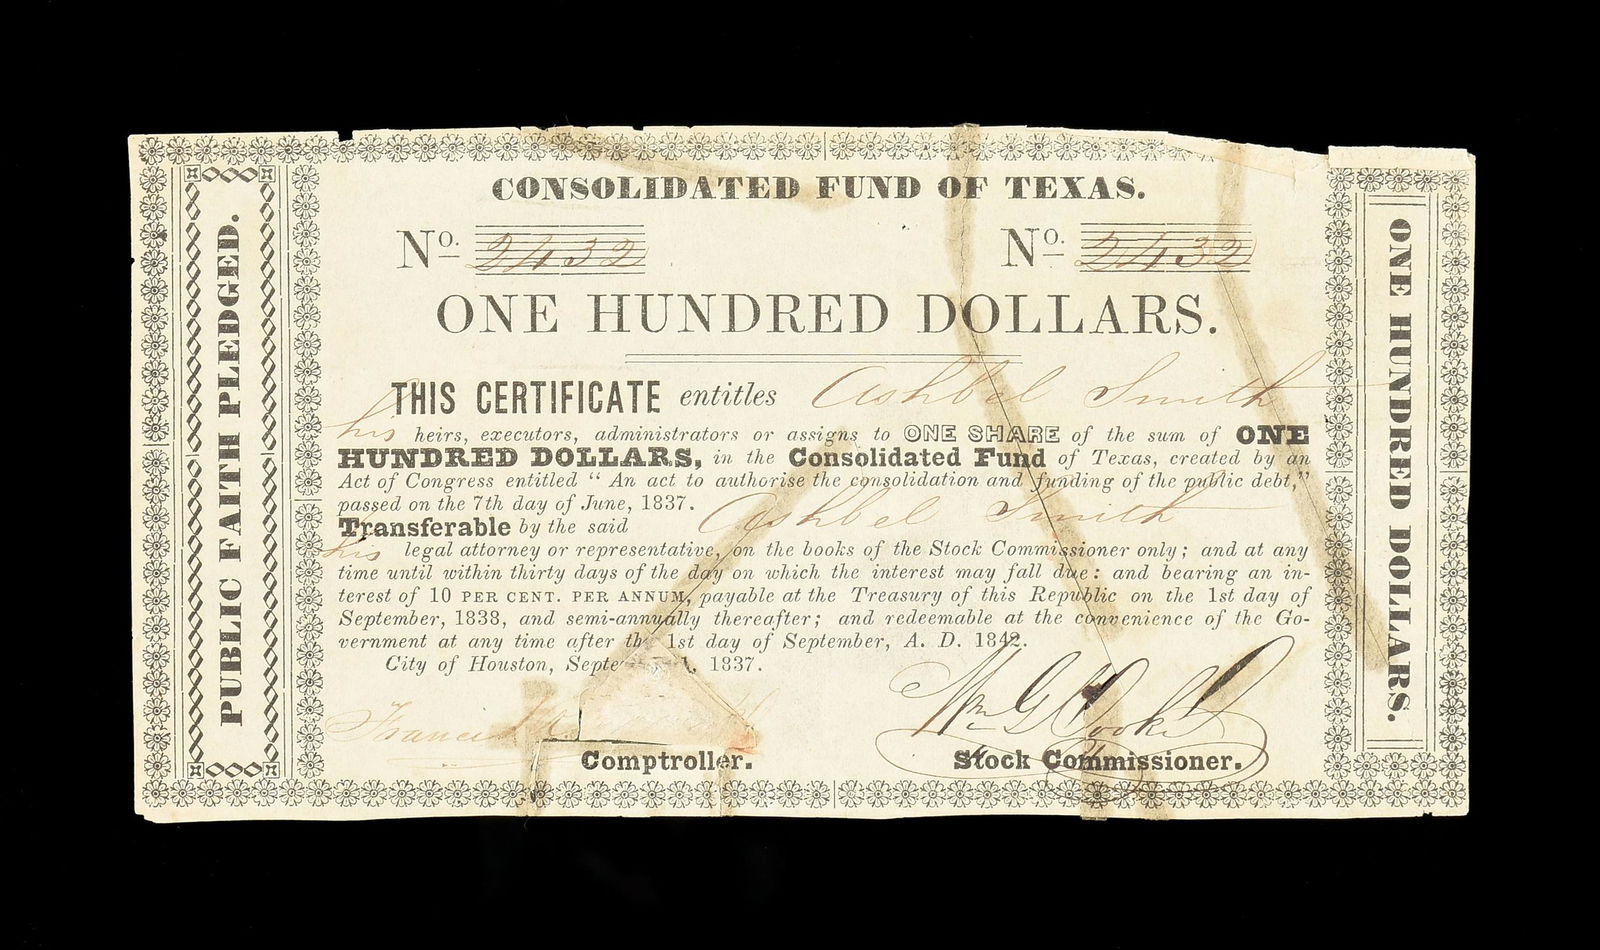 CONSOLIDATED FUND OF TEXAS.
No. 2432 No. 2432
ONE HUNDRED DOLLARS.
THIS CERTIFICATE entitles Ashbel Smith
his heirs, executors, administrators or assigns to ONE SHARE of the sum of ONE
HUNDRED DOLLARS, in the Consolidated Fund of Texas, created by an
Act of Congress entitled “An act to authorise the consolidation and funding of the public debt,”
passed on the 7th day of June, 1837.
Transferable by the said Ashbel Smith
his legal attorney or representative, on the books of the Stock Commissioner only; and at any
time until within thirty days of the day on which the interest may fall due: and bearing an in-
terest of 10 PER CENT. PER ANNUM, payable at the Treasury of this Republic on the 1st day of
September, 1838, and semi-annually thereafter; and redeemable at the convenience of the Go-
vernment at any time after the 1st day of September, A. D. 1842.
City of Houston, Septe 1, 1837.
Francis Wm G Cooke
Comptroller. Stock Commissioner.
PUBLIC FAITH PLEDGED.
ONE HUNDRED DOLLARS.